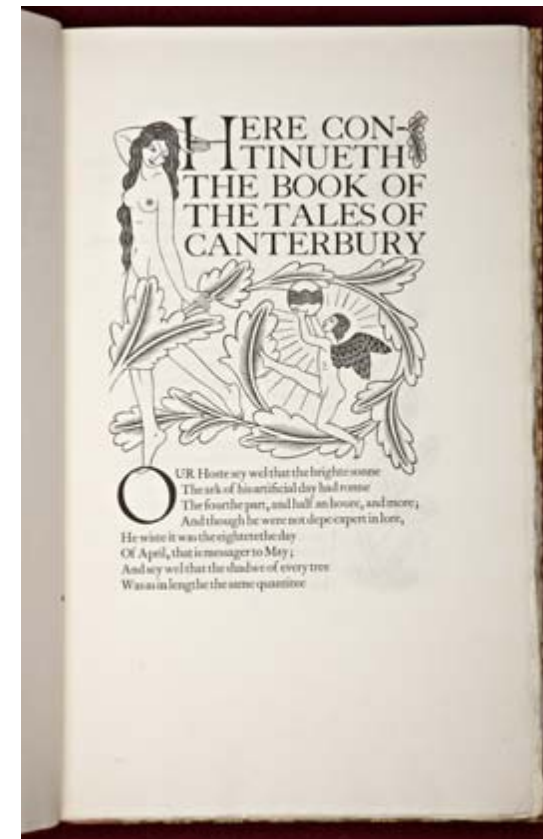 HERE CON-
TINUETH
THE BOOK OF
THE TALES OF
CANTERBURY
OUR Hoste sey wel that the brighte sonne
The ark of his artificial day had ronne
The fourthe part, and half an houre, and more;
And though he were not depe expert in lore,
He wiste it was the eightetethe day
Of April, that is messager to May;
And sey wel that the shadwe of every tree
Was as in lengthe the same quantitee